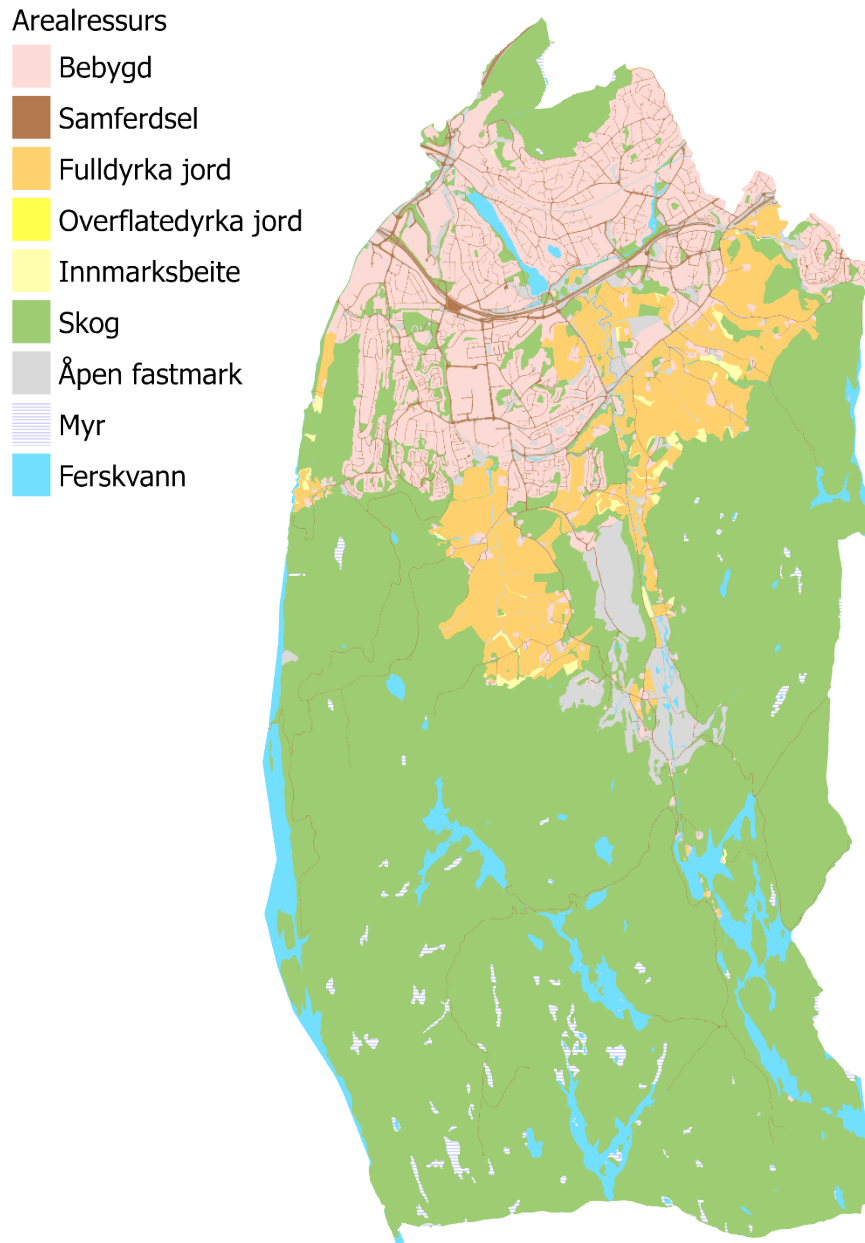 Arealressurs
Bebygd
Samferdsel
Fulldyrka jord
Overflatedyrka jord
Innmarksbeite
Skog
Åpen fastmark
Myr
Ferskvann